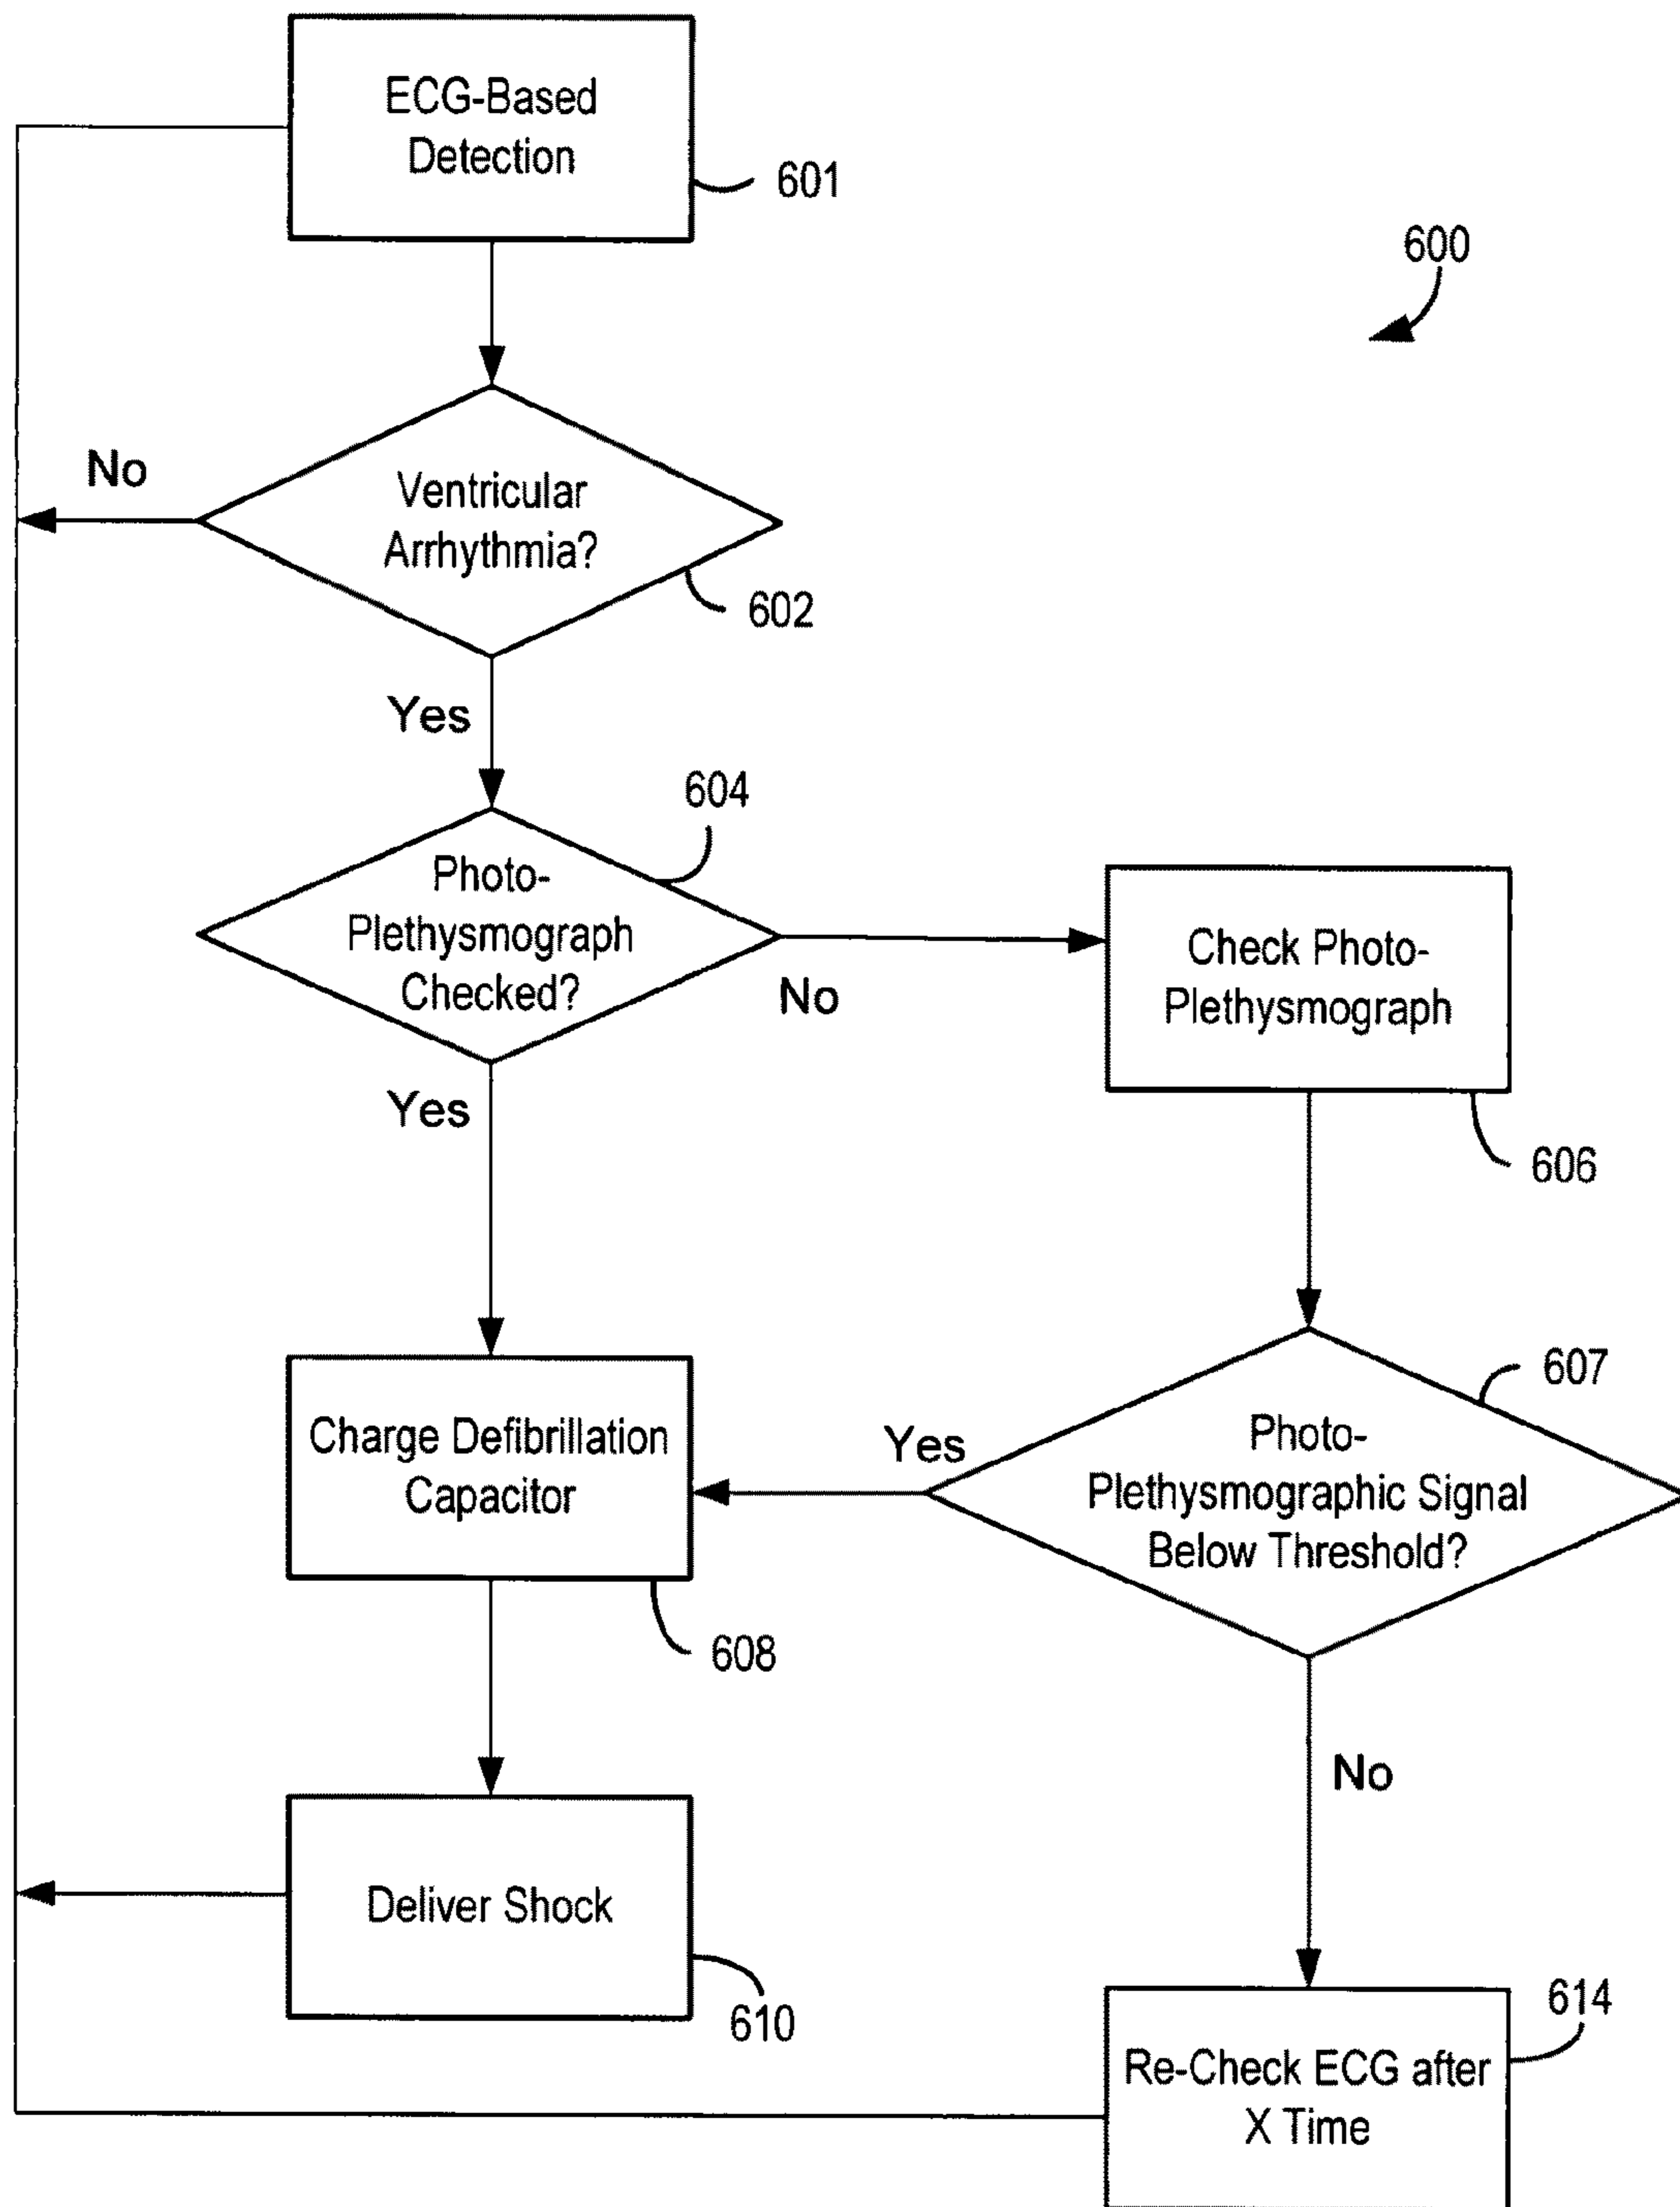 ECG-Based
Detection
601
600
Ventricular
Arrhythmia?
No
602
Yes
604
Photo-
Plethysmograph
Checked?
No
Check Photo-
Plethysmograph
606
Yes
607
Photo-
Plethysmographic Signal
Below Threshold?
Yes
Charge Defibrillation
Capacitor
608
No
Deliver Shock
610
614
Re-Check ECG after
X Time